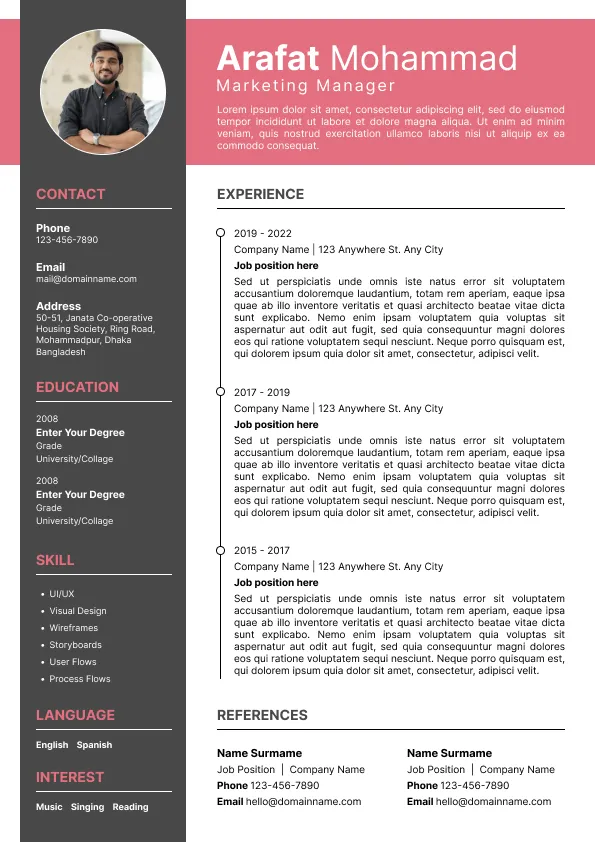 Arafat Mohammad
Marketing Manager
Lorem ipsum dolor sit amet, consectetur adipiscing elit, sed do eiusmod
tempor incididunt ut labore et dolore magna aliqua. Ut enim ad minim
veniam, quis nostrud exercitation ullamco laboris nisi ut aliquip ex ea
commodo consequat.
CONTACT
Phone
123-456-7890
Email
mail@domainname.com
Address
50-51, Janata Co-operative
Housing Society, Ring Road,
Mohammadpur, Dhaka
Bangladesh
EDUCATION
2008
Enter Your Degree
Grade
University/Collage
2008
Enter Your Degree
Grade
University/Collage
SKILL
• UI/UX
• Visual Design
• Wireframes
• Storyboards
• User Flows
• Process Flows
LANGUAGE
English Spanish
INTEREST
Music Singing Reading
EXPERIENCE
2019 - 2022
Company Name | 123 Anywhere St. Any City
Job position here
Sed ut perspiciatis unde omnis iste natus error sit voluptatem
accusantium doloremque laudantium, totam rem aperiam, eaque ipsa
quae ab illo inventore veritatis et quasi architecto beatae vitae dicta
sunt explicabo. Nemo enim ipsam voluptatem quia voluptas sit
aspernatur aut odit aut fugit, sed quia consequuntur magni dolores
eos qui ratione voluptatem sequi nesciunt. Neque porro quisquam est,
qui dolorem ipsum quia dolor sit amet, consectetur, adipisci velit.
2017 - 2019
Company Name | 123 Anywhere St. Any City
Job position here
Sed ut perspiciatis unde omnis iste natus error sit voluptatem
accusantium doloremque laudantium, totam rem aperiam, eaque ipsa
quae ab illo inventore veritatis et quasi architecto beatae vitae dicta
sunt explicabo. Nemo enim ipsam voluptatem quia voluptas sit
aspernatur aut odit aut fugit, sed quia consequuntur magni dolores
eos qui ratione voluptatem sequi nesciunt. Neque porro quisquam est,
qui dolorem ipsum quia dolor sit amet, consectetur, adipisci velit.
2015 - 2017
Company Name | 123 Anywhere St. Any City
Job position here
Sed ut perspiciatis unde omnis iste natus error sit voluptatem
accusantium doloremque laudantium, totam rem aperiam, eaque ipsa
quae ab illo inventore veritatis et quasi architecto beatae vitae dicta
sunt explicabo. Nemo enim ipsam voluptatem quia voluptas sit
aspernatur aut odit aut fugit, sed quia consequuntur magni dolores
eos qui ratione voluptatem sequi nesciunt. Neque porro quisquam est,
qui dolorem ipsum quia dolor sit amet, consectetur, adipisci velit.
REFERENCES
Name Surname
Job Position | Company Name
Phone 123-456-7890
Email hello@domainname.com
Name Surname
Job Position | Company Name
Phone 123-456-7890
Email hello@domainname.com